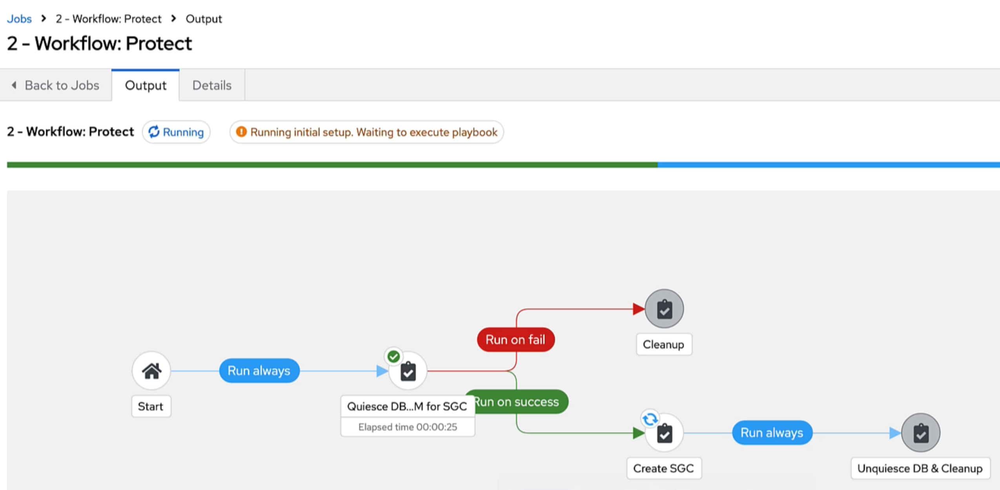 Jobs > 2 - Workflow: Protect > Output
2 - Workflow: Protect
Back to Jobs
Output
Details
2 - Workflow: Protect
Running
Running initial setup. Waiting to execute playbook
Start
Run always
Quiesce DB...M for SGC
Elapsed time 00:00:25
Run on fail
Cleanup
Run on success
Create SGC
Run always
Unquiesce DB & Cleanup